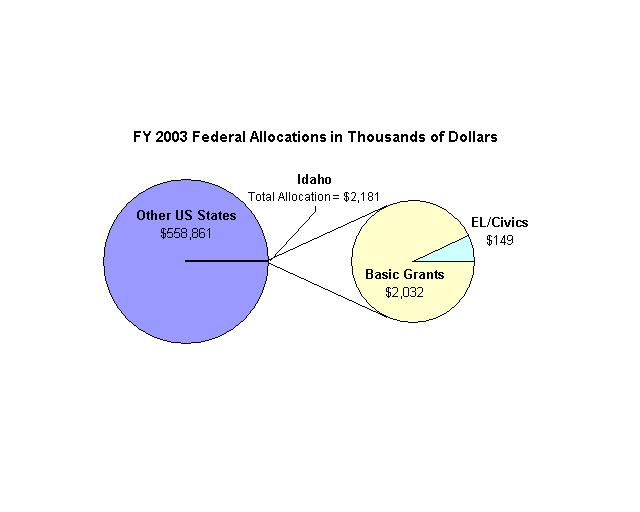 FY 2003 Federal Allocations in Thousands of Dollars
Idaho
Total Allocation = $2,181
Other US States
$558,861
EL/Civics
$149
Basic Grants
$2,032